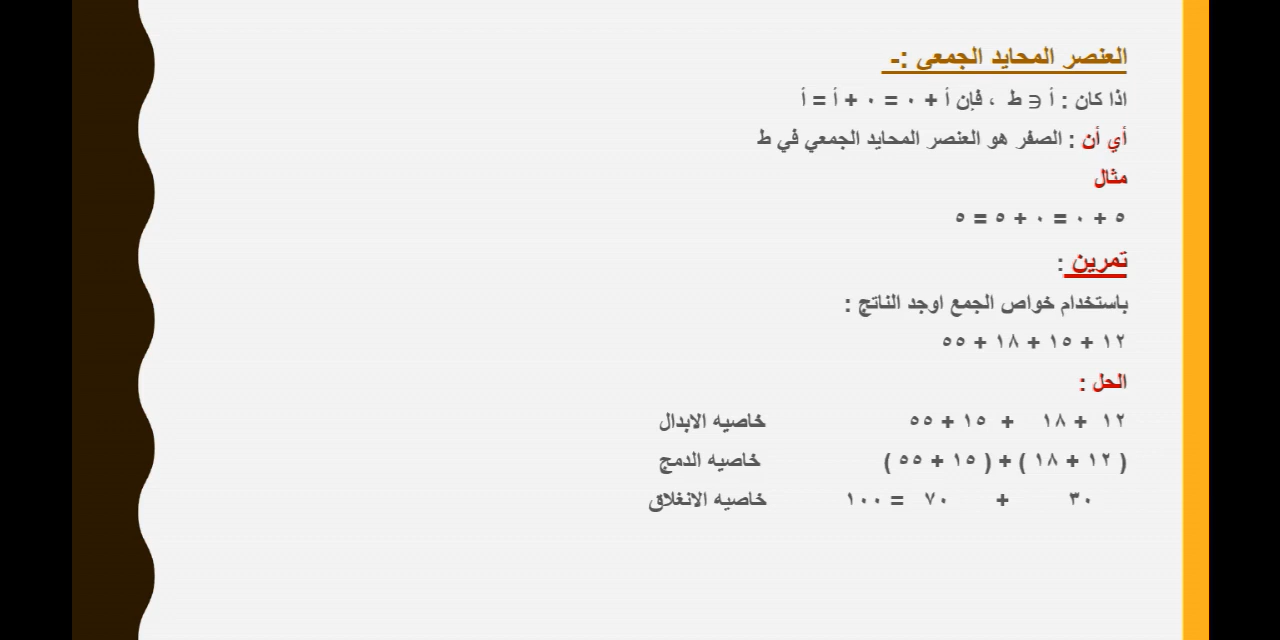 العنصر المحايد الجمعي :-
اذا كان : أ ∈ ط ، فإن أ + ٠ = ٠ + أ = أ
أي أن : الصفر هو العنصر المحايد الجمعي في ط
مثال
٥ + ٠ = ٠ + ٥ = ٥
تمرين :
باستخدام خواص الجمع اوجد الناتج :
١٢ + ١٥ + ١٨ + ٥٥
الحل :
١٢ + ١٨ + ١٥ + ٥٥ خاصيه الابدال
( ١٢ + ١٨ ) + ( ١٥ + ٥٥ ) خاصيه الدمج
٣٠ + ٧٠ = ١٠٠ خاصيه الانغلاق